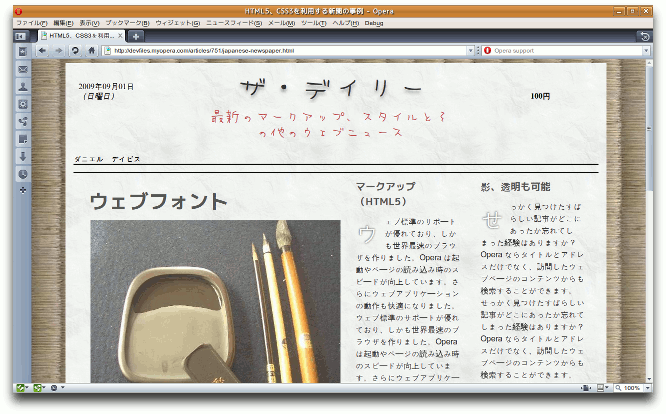 HTML5、CSS3を利用する新聞の事例 - Opera
ファイル(F) 編集(E) 表示(V) ブックマーク(B) ウィジェット(G) ニュースフィード(S) メール(M) ツール(T) ヘルプ(H) Debug
HTML5、CSS3を利用...
http://devfiles.myopera.com/articles/751/japanese-newspaper.html
Opera support
2009年09月01日
(日曜日)
ザ・デイリー
100円
最新のマークアップ、スタイルとそ
の他のウェブニュース
ダニエル デイビス
ウェブフォント
マークアップ
(HTML5)
ウェブ標準のサポート
が優れており、しか
も世界最速のブラウ
ザを作りました。Opera は起
動やページの読み込み時のス
ピードが向上しています。さ
らにウェブアプリケーション
の動作も快適になりました。
ウェブ標準のサポートが優れ
ており、しかも世界最速のブ
ラウザを作りました。Opera
は起動やページの読み込み時
のスピードが向上していま
す。さらにウェブアプリケー
影、透明も可能
せっかく見つけたすば
らしい記事がどこに
あったか忘れてし
まった経験はありますか？
Opera ならタイトルとアドレ
スだけでなく、訪問したウェ
ブページのコンテンツからも
検索することができます。
せっかく見つけたすばらしい
記事がどこにあったか忘れて
しまった経験はありますか？
Opera ならタイトルとアドレ
スだけでなく、訪問したウェ
ブページのコンテンツからも
検索することができます。
100%